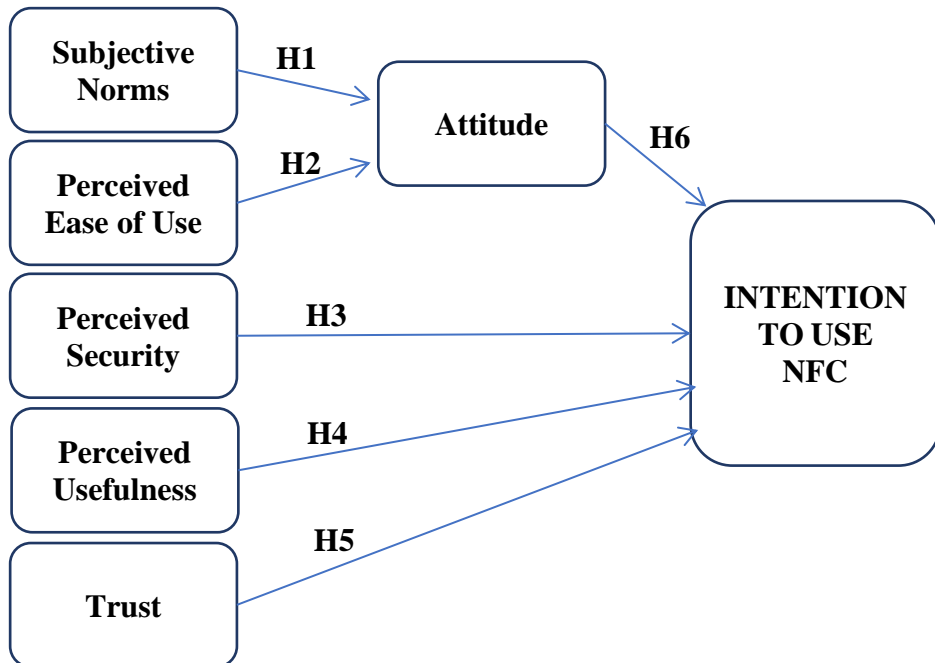 Subjective
Norms
H1
Attitude
H6
Perceived
Ease of Use
H2
Perceived
Security
H3
INTENTION
TO USE
NFC
Perceived
Usefulness
H4
Trust
H5